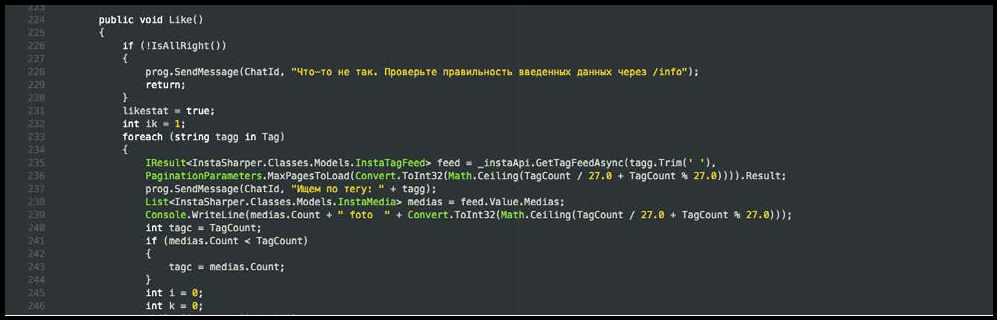 223
224 public void Like()
225 {
226 if (!IsAllRight())
227 {
228 prog.SendMessage(ChatId, "Что-то не так. Проверьте правильность введенных данных через /info");
229 return;
230 }
231 likestat = true;
232 int ik = 1;
233 foreach (string tagg in Tag)
234 {
235 IResult<InstaSharper.Classes.Models.InstaTagFeed> feed = _instaApi.GetTagFeedAsync(tagg.Trim(' '),
236 PaginationParameters.MaxPagesToLoad(Convert.ToInt32(Math.Ceiling(TagCount / 27.0 + TagCount % 27.0)))).Result;
237 prog.SendMessage(ChatId, "Ищем по тегу: " + tagg);
238 List<InstaSharper.Classes.Models.InstaMedia> medias = feed.Value.Medias;
239 Console.WriteLine(medias.Count + " foto  " + Convert.ToInt32(Math.Ceiling(TagCount / 27.0 + TagCount % 27.0)));
240 int tagc = TagCount;
241 if (medias.Count < TagCount)
242 {
243 tagc = medias.Count;
244 }
245 int i = 0;
246 int k = 0;